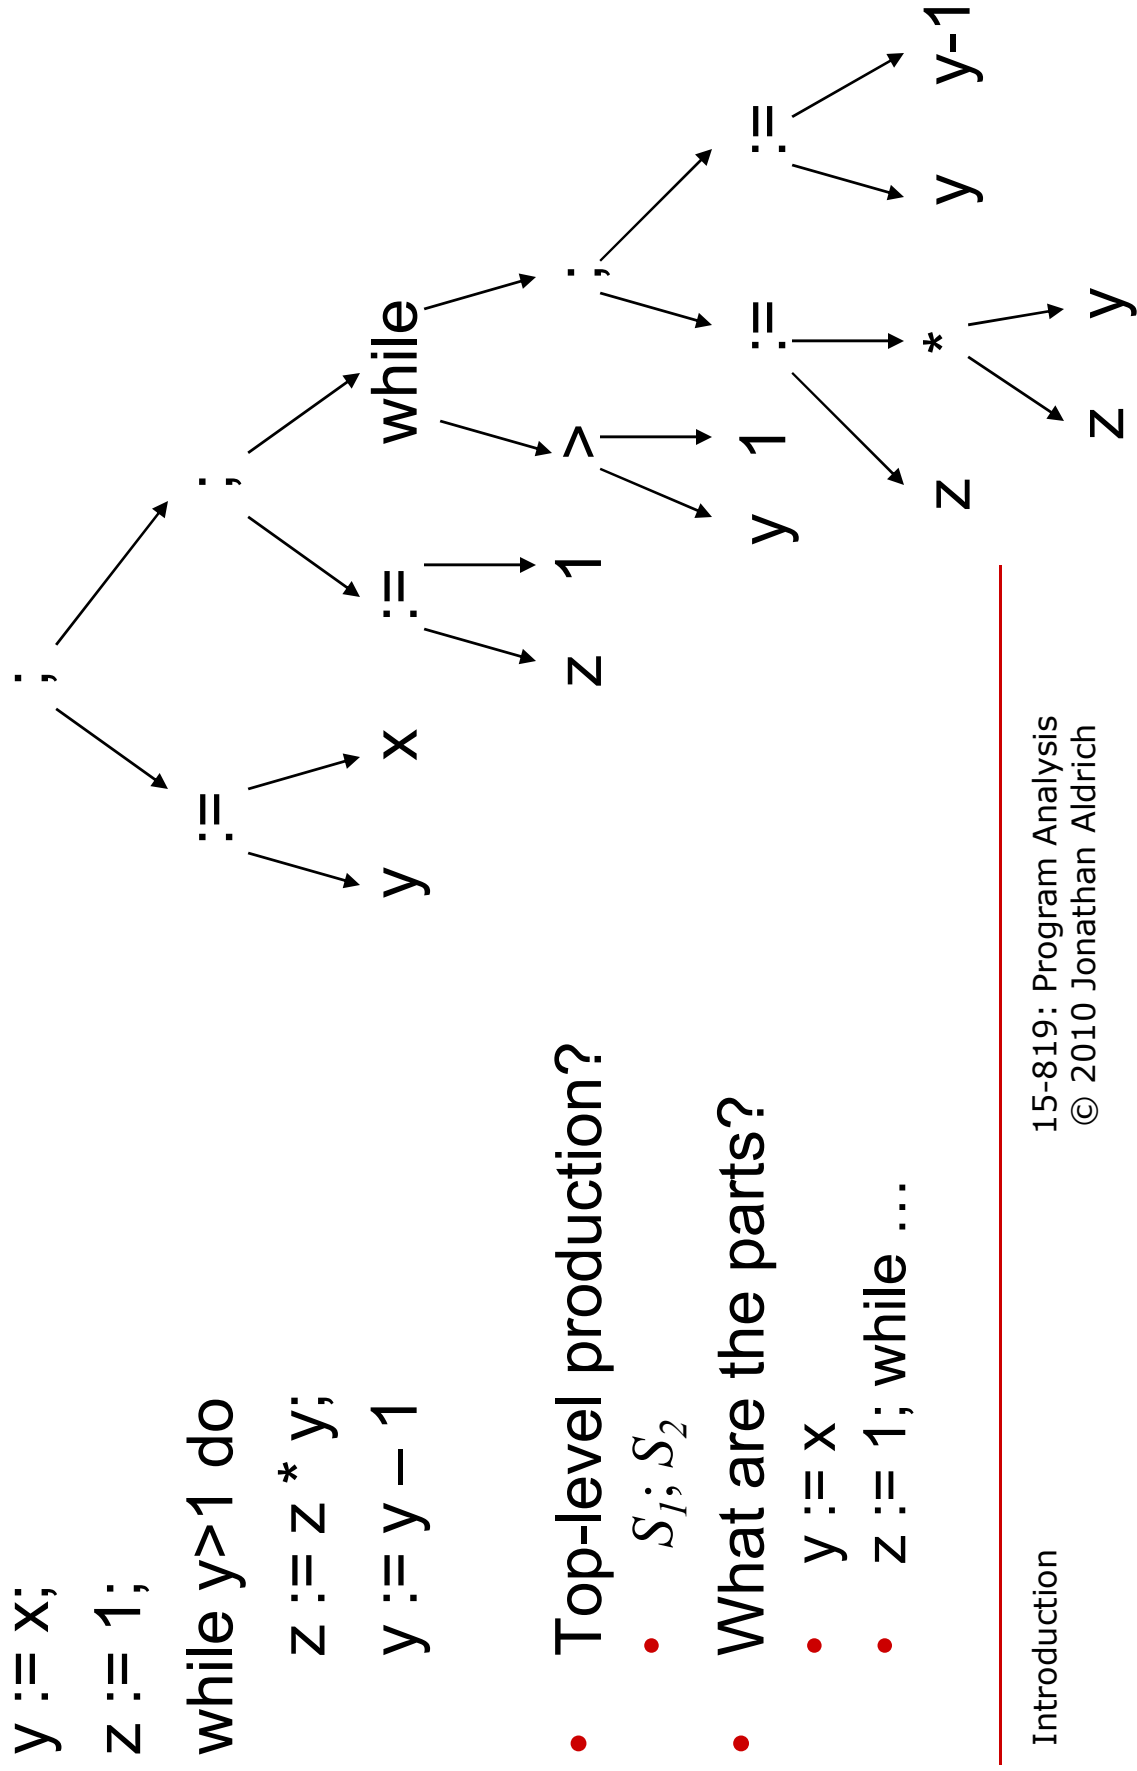 y := x;
z := 1;
while y>1 do
z := z * y;
y := y – 1
• Top-level production?
• S1; S2
• What are the parts?
• y := x
• z := 1; while …
;
:= ;
y x := while
z 1 > ;
y 1 := :=
z * y y-1
z y
Introduction
15-819: Program Analysis
© 2010 Jonathan Aldrich